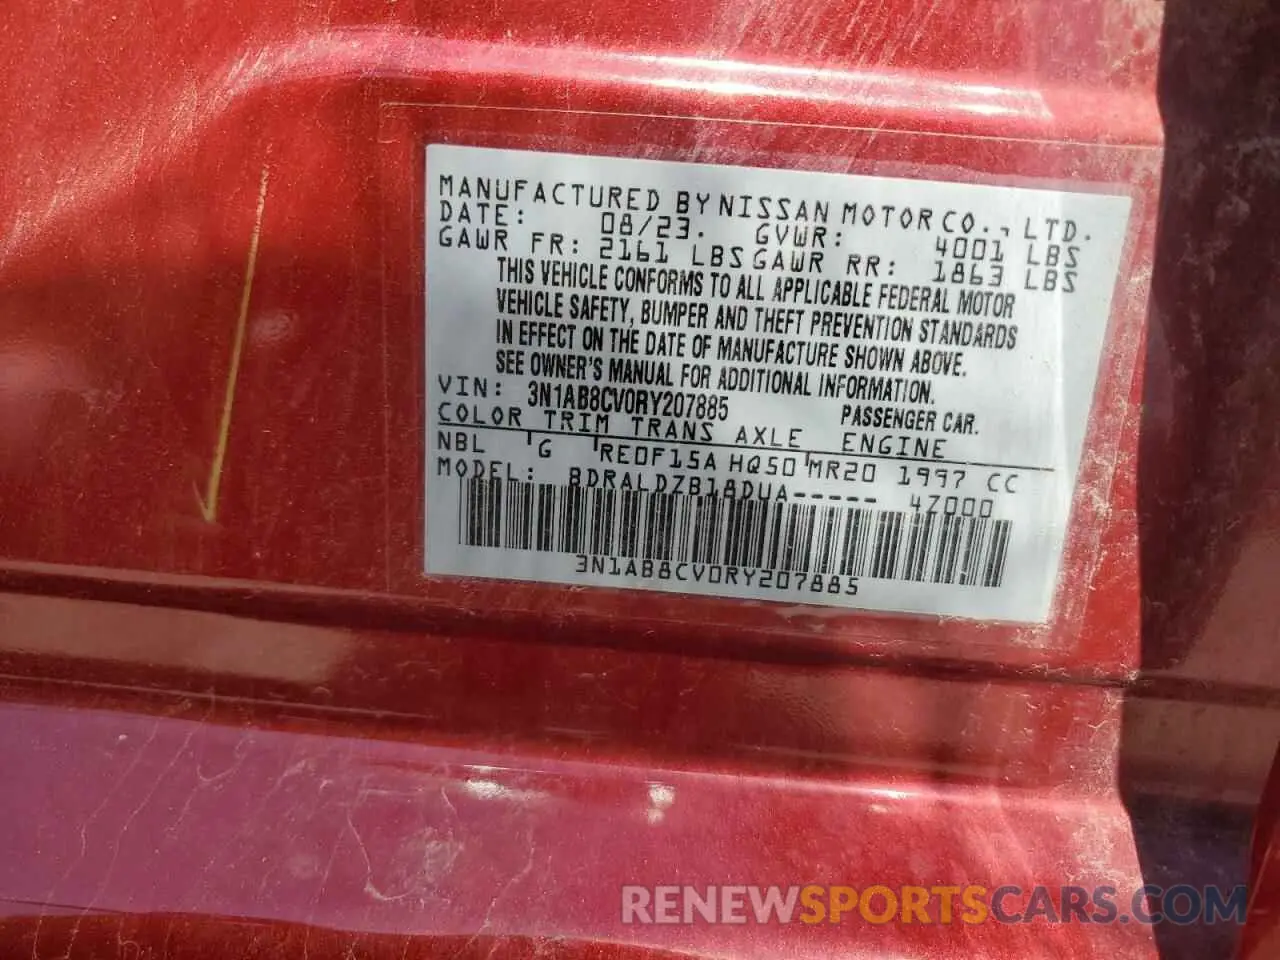 MANUFACTURED BY NISSAN MOTOR CO., LTD.
DATE: 08/23. GVWR: 4001 LBS
GAWR FR: 2161 LBS GAWR RR: 1863 LBS
THIS VEHICLE CONFORMS TO ALL APPLICABLE FEDERAL MOTOR
VEHICLE SAFETY, BUMPER AND THEFT PREVENTION STANDARDS
IN EFFECT ON THE DATE OF MANUFACTURE SHOWN ABOVE.
SEE OWNER'S MANUAL FOR ADDITIONAL INFORMATION.
VIN: 3N1AB8CV0RY207885 PASSENGER CAR.
COLOR TRIM TRANS AXLE ENGINE
NBL G RE0F15A HQ50 MR20 1997 CC
MODEL: BDRALDZB18DUA----- 4Z000
3N1AB8CV0RY207885
RENEWSPORTSCARS.COM